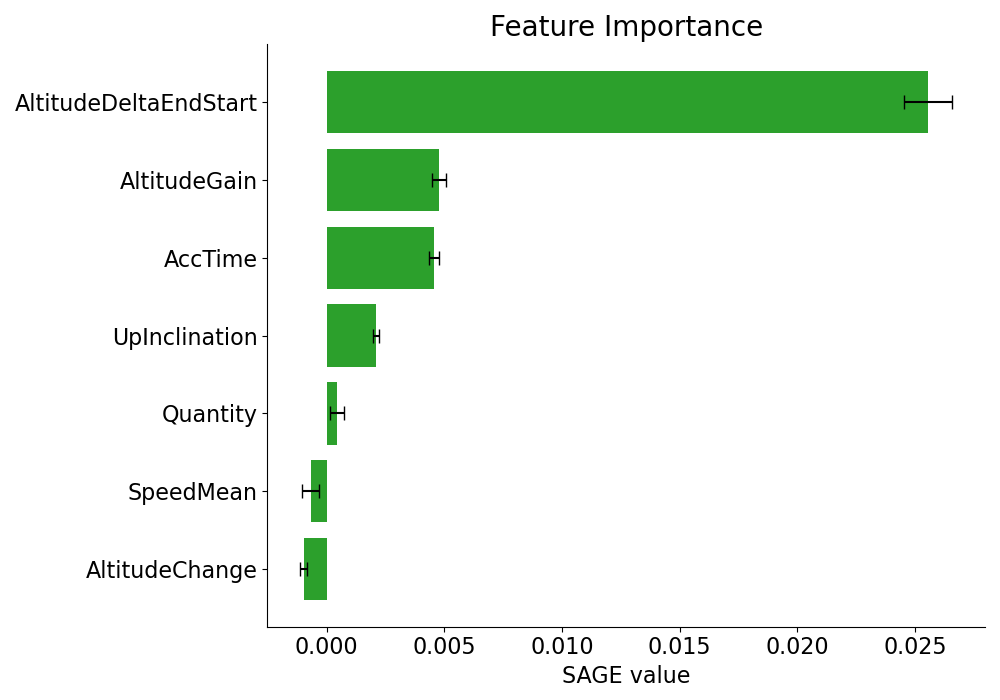 Feature Importance
AltitudeDeltaEndStart
AltitudeGain
AccTime
UpInclination
Quantity
SpeedMean
AltitudeChange
0.000 0.005 0.010 0.015 0.020 0.025
SAGE value